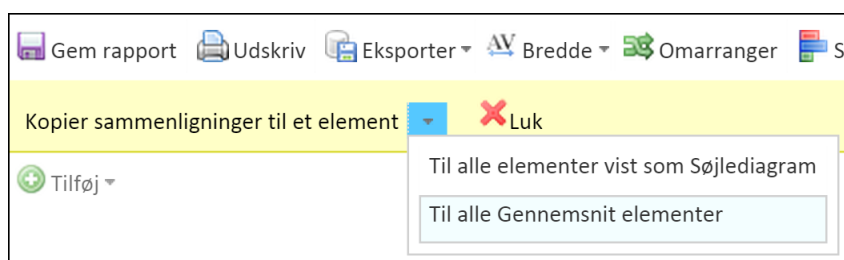 Gem rapport Udskriv Eksporter Bredde Omarranger S
Kopier sammenligninger til et element Luk
Til alle elementer vist som Søjlediagram
Tilføj
Til alle Gennemsnit elementer